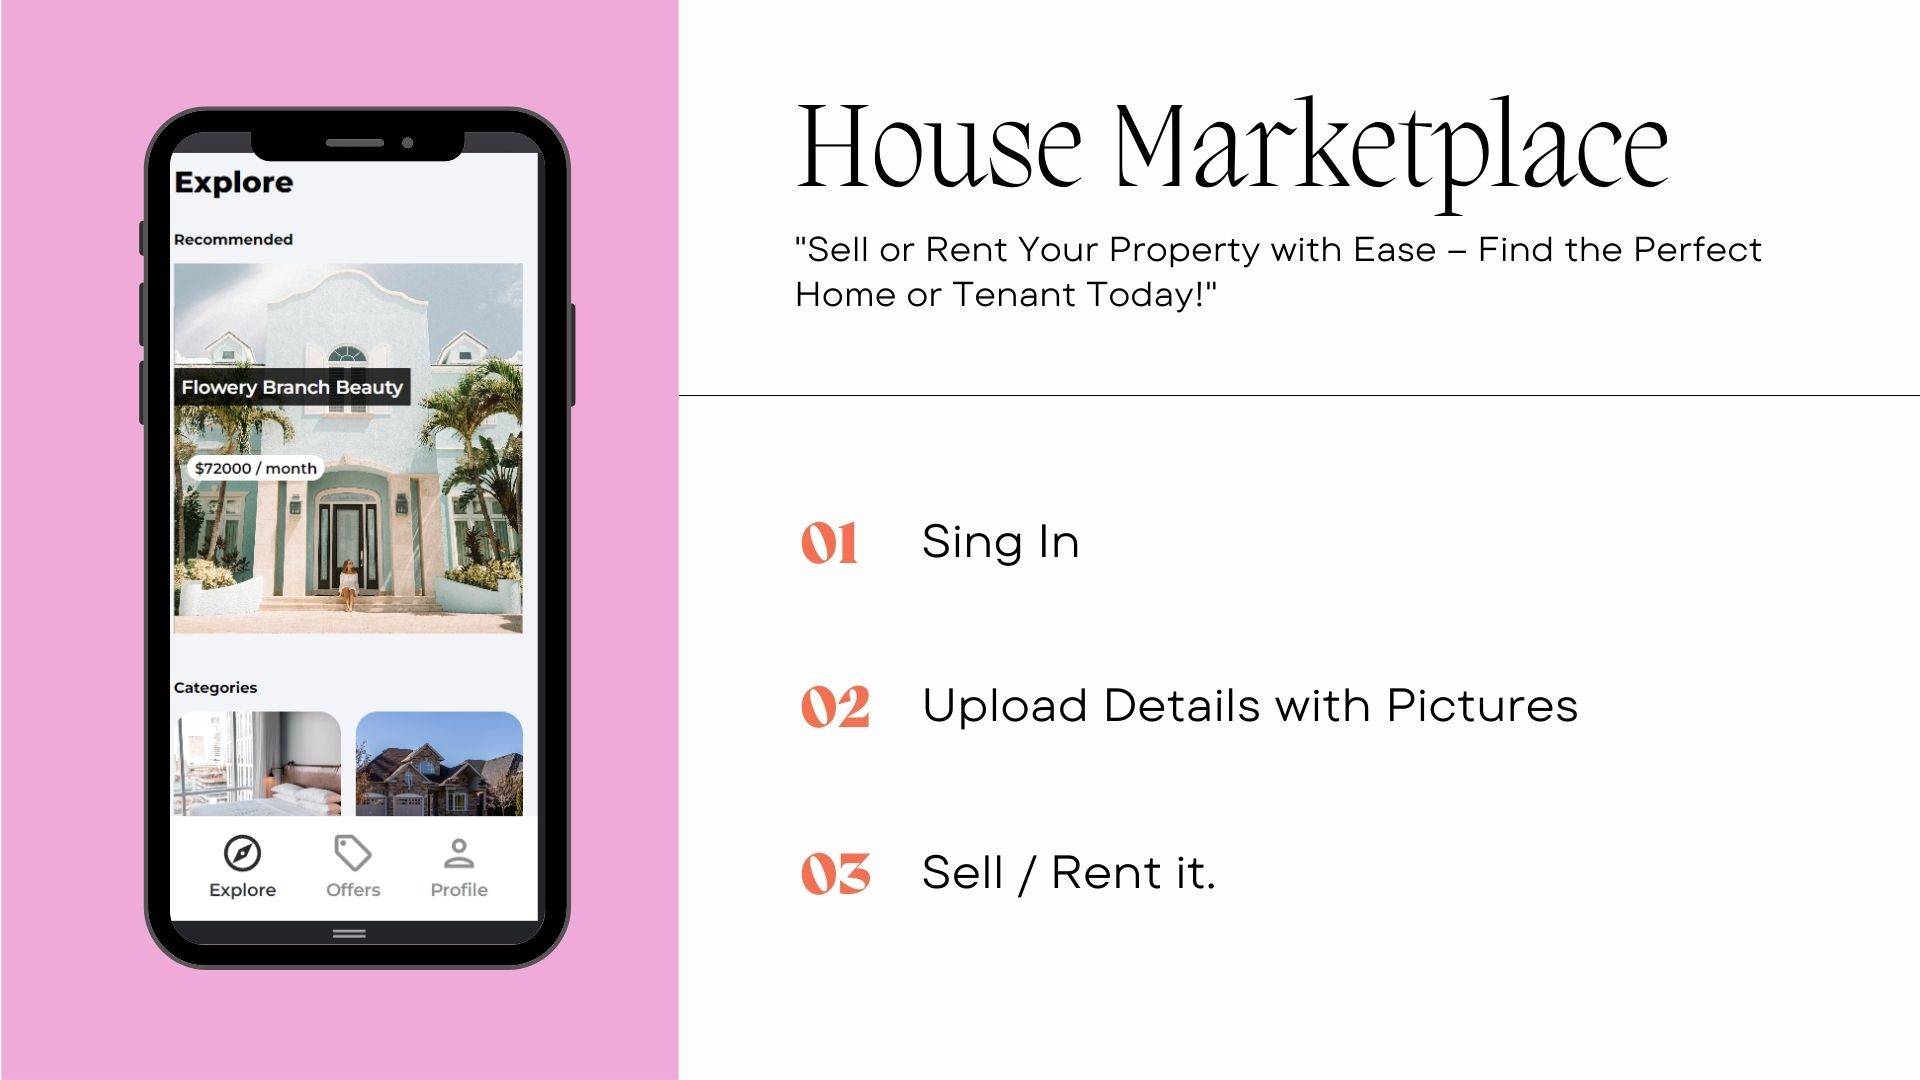 Explore
Recommended
Flowery Branch Beauty
$72000 / month
Categories
Explore
Offers
Profile
House Marketplace
"Sell or Rent Your Property with Ease – Find the Perfect
Home or Tenant Today!"
01 Sing In
02 Upload Details with Pictures
03 Sell / Rent it.